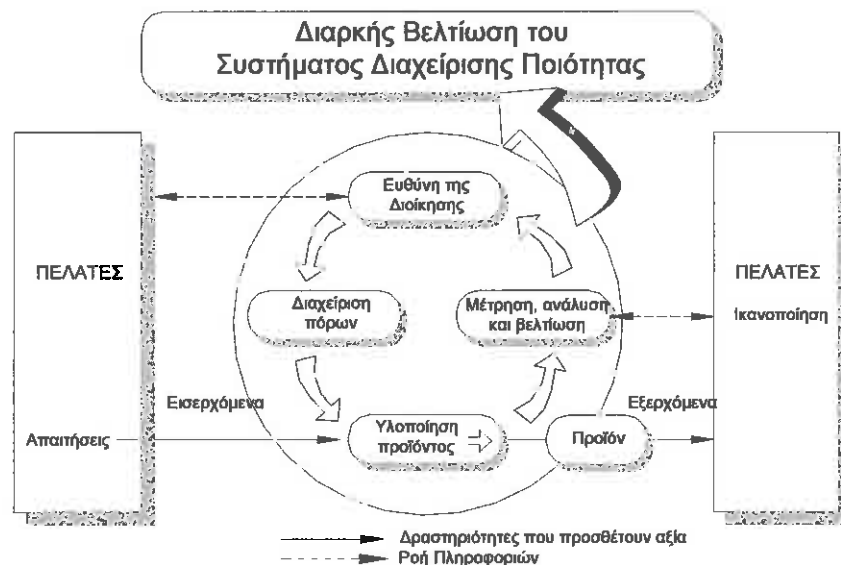 Διαρκής Βελτίωση του
Συστήματος Διαχείρισης Ποιότητας
Ευθύνη της
Διοίκησης
ΠΕΛΑΤΕΣ
ΠΕΛΑΤΕΣ
Διαχείριση
πόρων
Μέτρηση, ανάλυση
και βελτίωση
Ικανοποίηση
Εισερχόμενα
Εξερχόμενα
Απαιτήσεις
Υλοποίηση
προϊόντος
Προϊόν
Δραστηριότητες που προσθέτουν αξία
Ροή Πληροφοριών